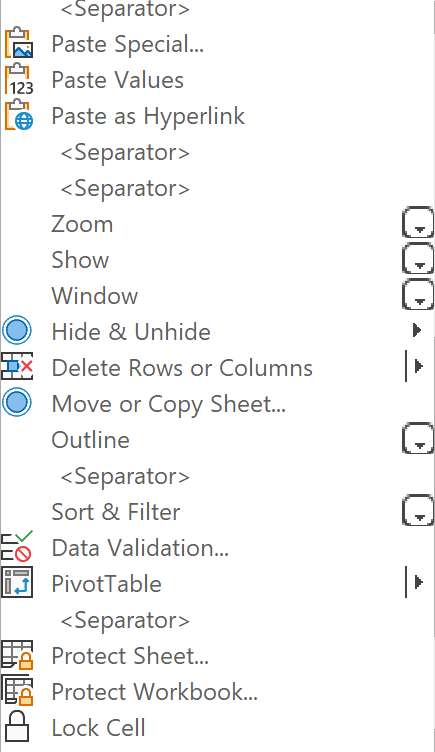 <Separator>
Paste Special...
Paste Values
Paste as Hyperlink
<Separator>
<Separator>
Zoom
Show
Window
Hide & Unhide
Delete Rows or Columns
Move or Copy Sheet...
Outline
<Separator>
Sort & Filter
Data Validation...
PivotTable
<Separator>
Protect Sheet...
Protect Workbook...
Lock Cell